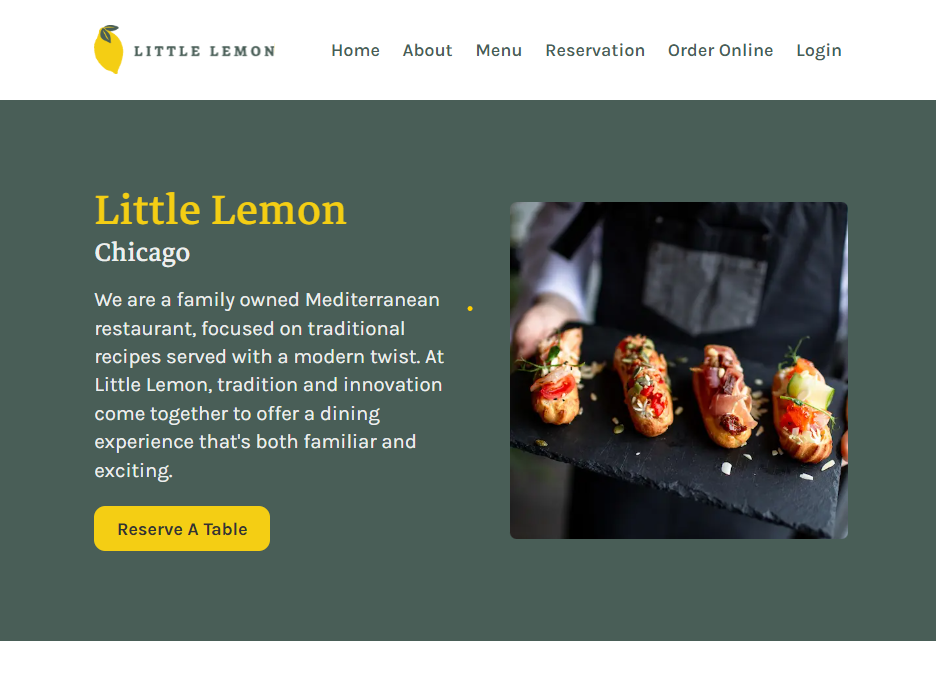 LITTLE LEMON
Home About Menu Reservation Order Online Login
Little Lemon
Chicago
We are a family owned Mediterranean
restaurant, focused on traditional
recipes served with a modern twist. At
Little Lemon, tradition and innovation
come together to offer a dining
experience that's both familiar and
exciting.
Reserve A Table